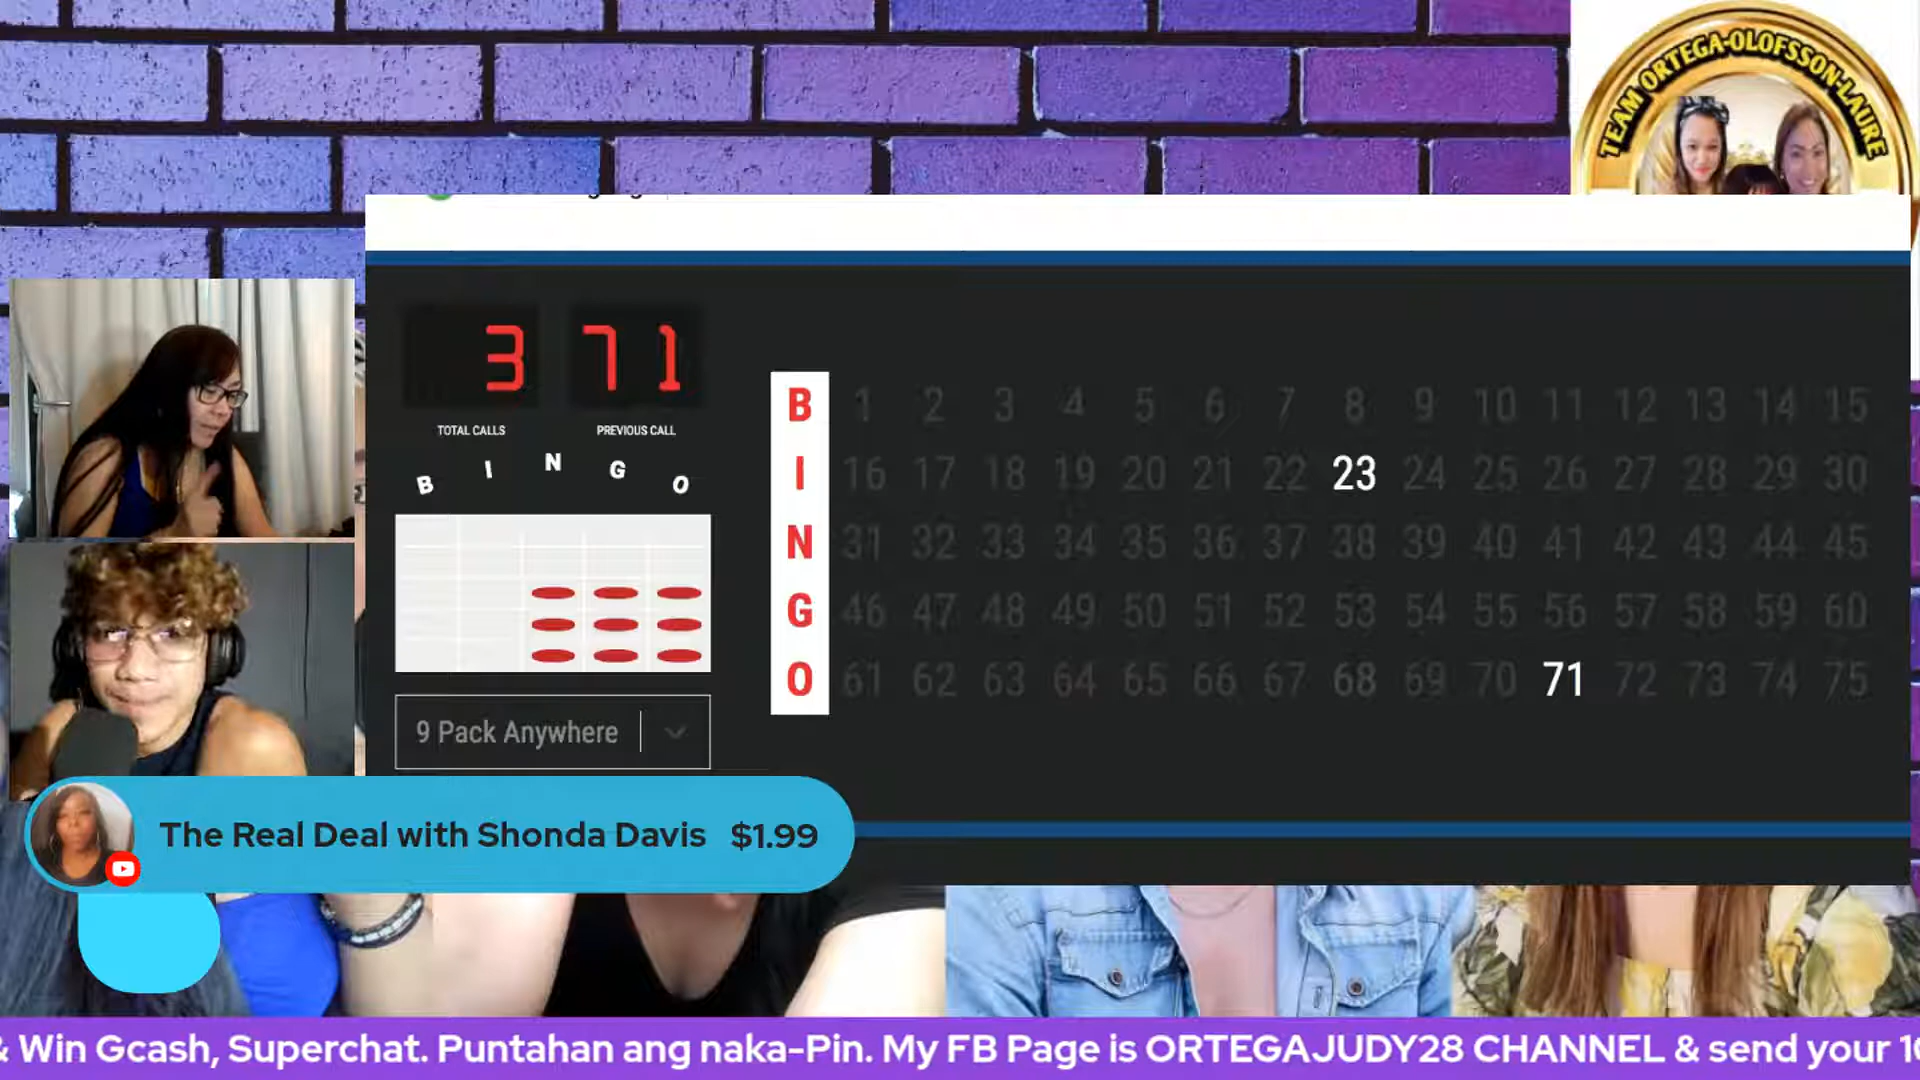 TEAM ORTEGA-OLOFSSON-LAURE
3 71
TOTAL CALLS PREVIOUS CALL
B I N G O
9 Pack Anywhere
B 1 2 3 4 5 6 7 8 9 10 11 12 13 14 15
I 16 17 18 19 20 21 22 23 24 25 26 27 28 29 30
N 31 32 33 34 35 36 37 38 39 40 41 42 43 44 45
G 46 47 48 49 50 51 52 53 54 55 56 57 58 59 60
O 61 62 63 64 65 66 67 68 69 70 71 72 73 74 75
The Real Deal with Shonda Davis $1.99
& Win Gcash, Superchat. Puntahan ang naka-Pin. My FB Page is ORTEGAJUDY28 CHANNEL & send your